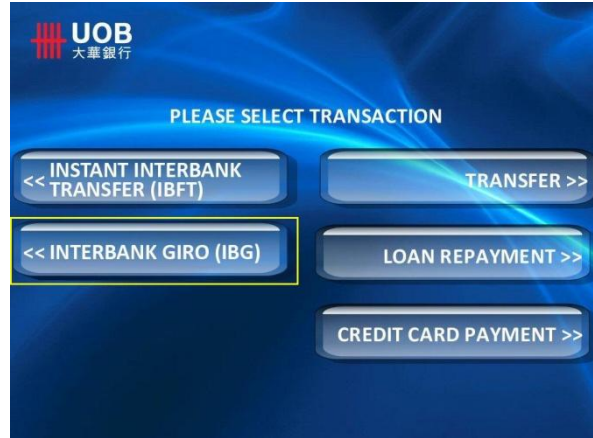 UOB
大華銀行
PLEASE SELECT TRANSACTION
<< INSTANT INTERBANK
TRANSFER (IBFT)
TRANSFER >>
<< INTERBANK GIRO (IBG)
LOAN REPAYMENT >>
CREDIT CARD PAYMENT >>